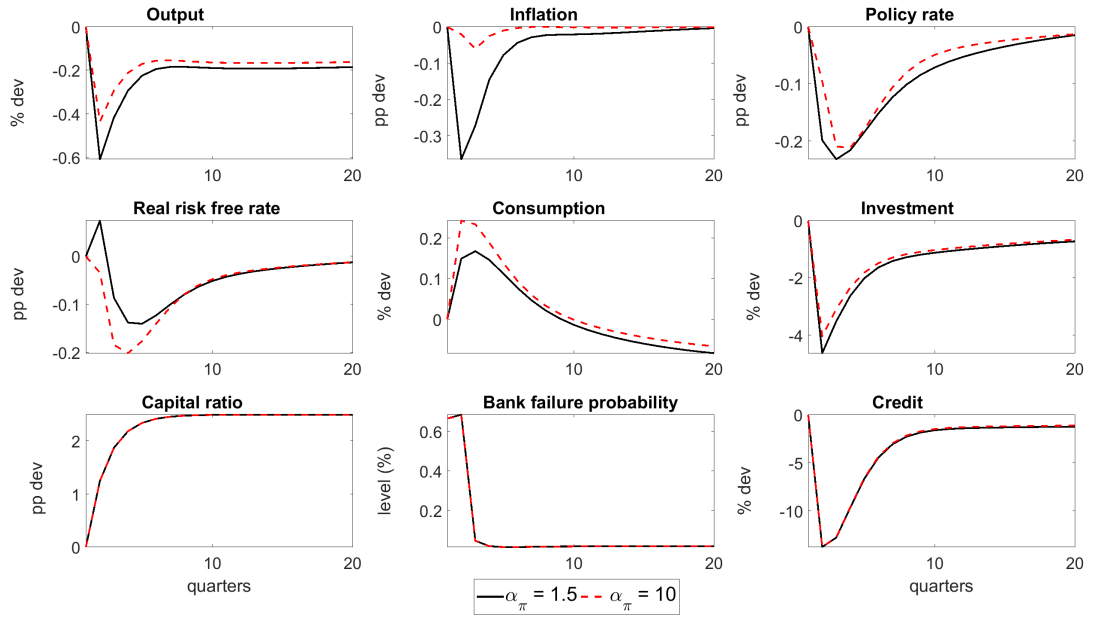 Output
% dev
0
-0.2
-0.4
-0.6
10
20
Inflation
pp dev
0
-0.1
-0.2
-0.3
10
20
Policy rate
pp dev
0
-0.1
-0.2
10
20
Real risk free rate
pp dev
0
-0.1
-0.2
10
20
Consumption
% dev
0.2
0.1
0
10
20
Investment
% dev
0
-2
-4
10
20
Capital ratio
pp dev
2
1
0
10
20
quarters
Bank failure probability
level (%)
0.6
0.4
0.2
10
20
Credit
% dev
0
-5
-10
10
20
quarters
α_π = 1.5 α_π = 10